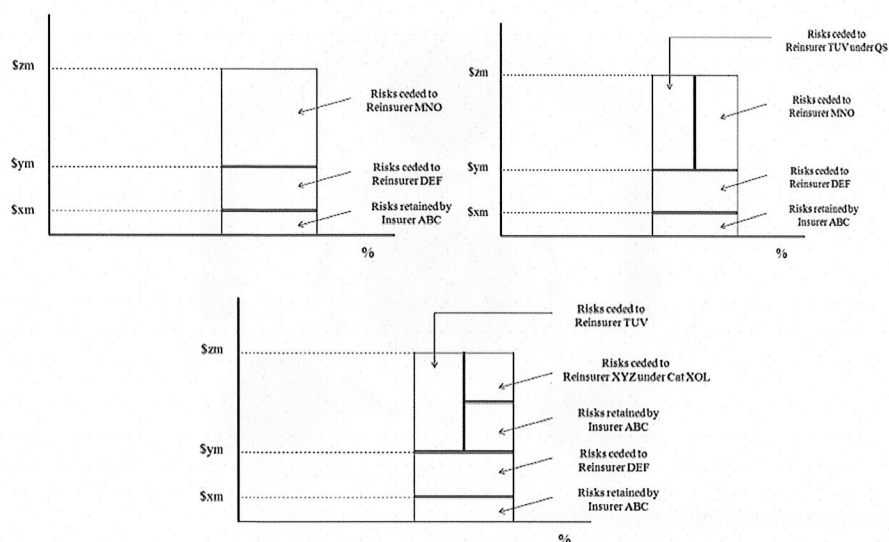 $zm
Risks ceded to
Reinsurer MNO
$ym
Risks ceded to
Reinsurer DEF
$xm
Risks retained by
Insurer ABC
%
Risks ceded to
Reinsurer TUV under QS
$zm
Risks ceded to
Reinsurer MNO
$ym
Risks ceded to
Reinsurer DEF
$xm
Risks retained by
Insurer ABC
%
Risks ceded to
Reinsurer TUV
$zm
Risks ceded to
Reinsurer XYZ under Cat XOL
Risks retained by
Insurer ABC
$ym
Risks ceded to
Reinsurer DEF
$xm
Risks retained by
Insurer ABC
%